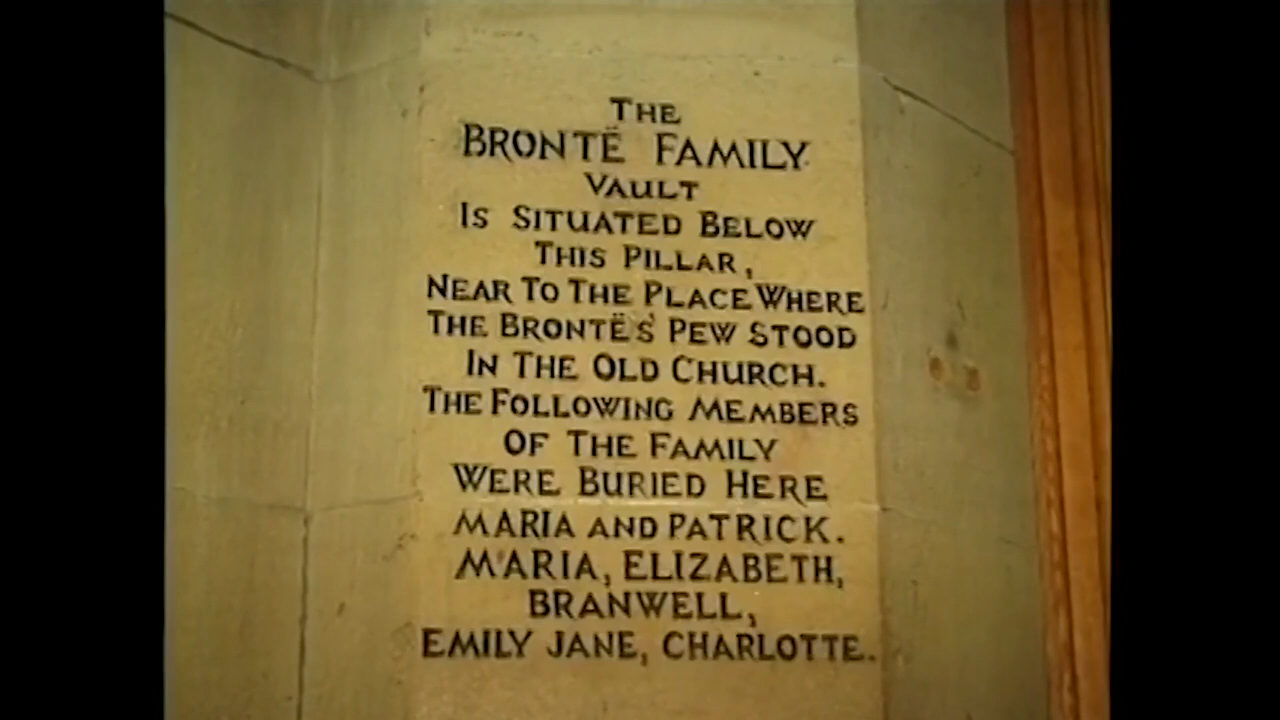 THE
BRONTË FAMILY
VAULT
IS SITUATED BELOW
THIS PILLAR,
NEAR TO THE PLACE WHERE
THE BRONTËS' PEW STOOD
IN THE OLD CHURCH.
THE FOLLOWING MEMBERS
OF THE FAMILY
WERE BURIED HERE
MARIA AND PATRICK.
MARIA, ELIZABETH,
BRANWELL,
EMILY JANE, CHARLOTTE.